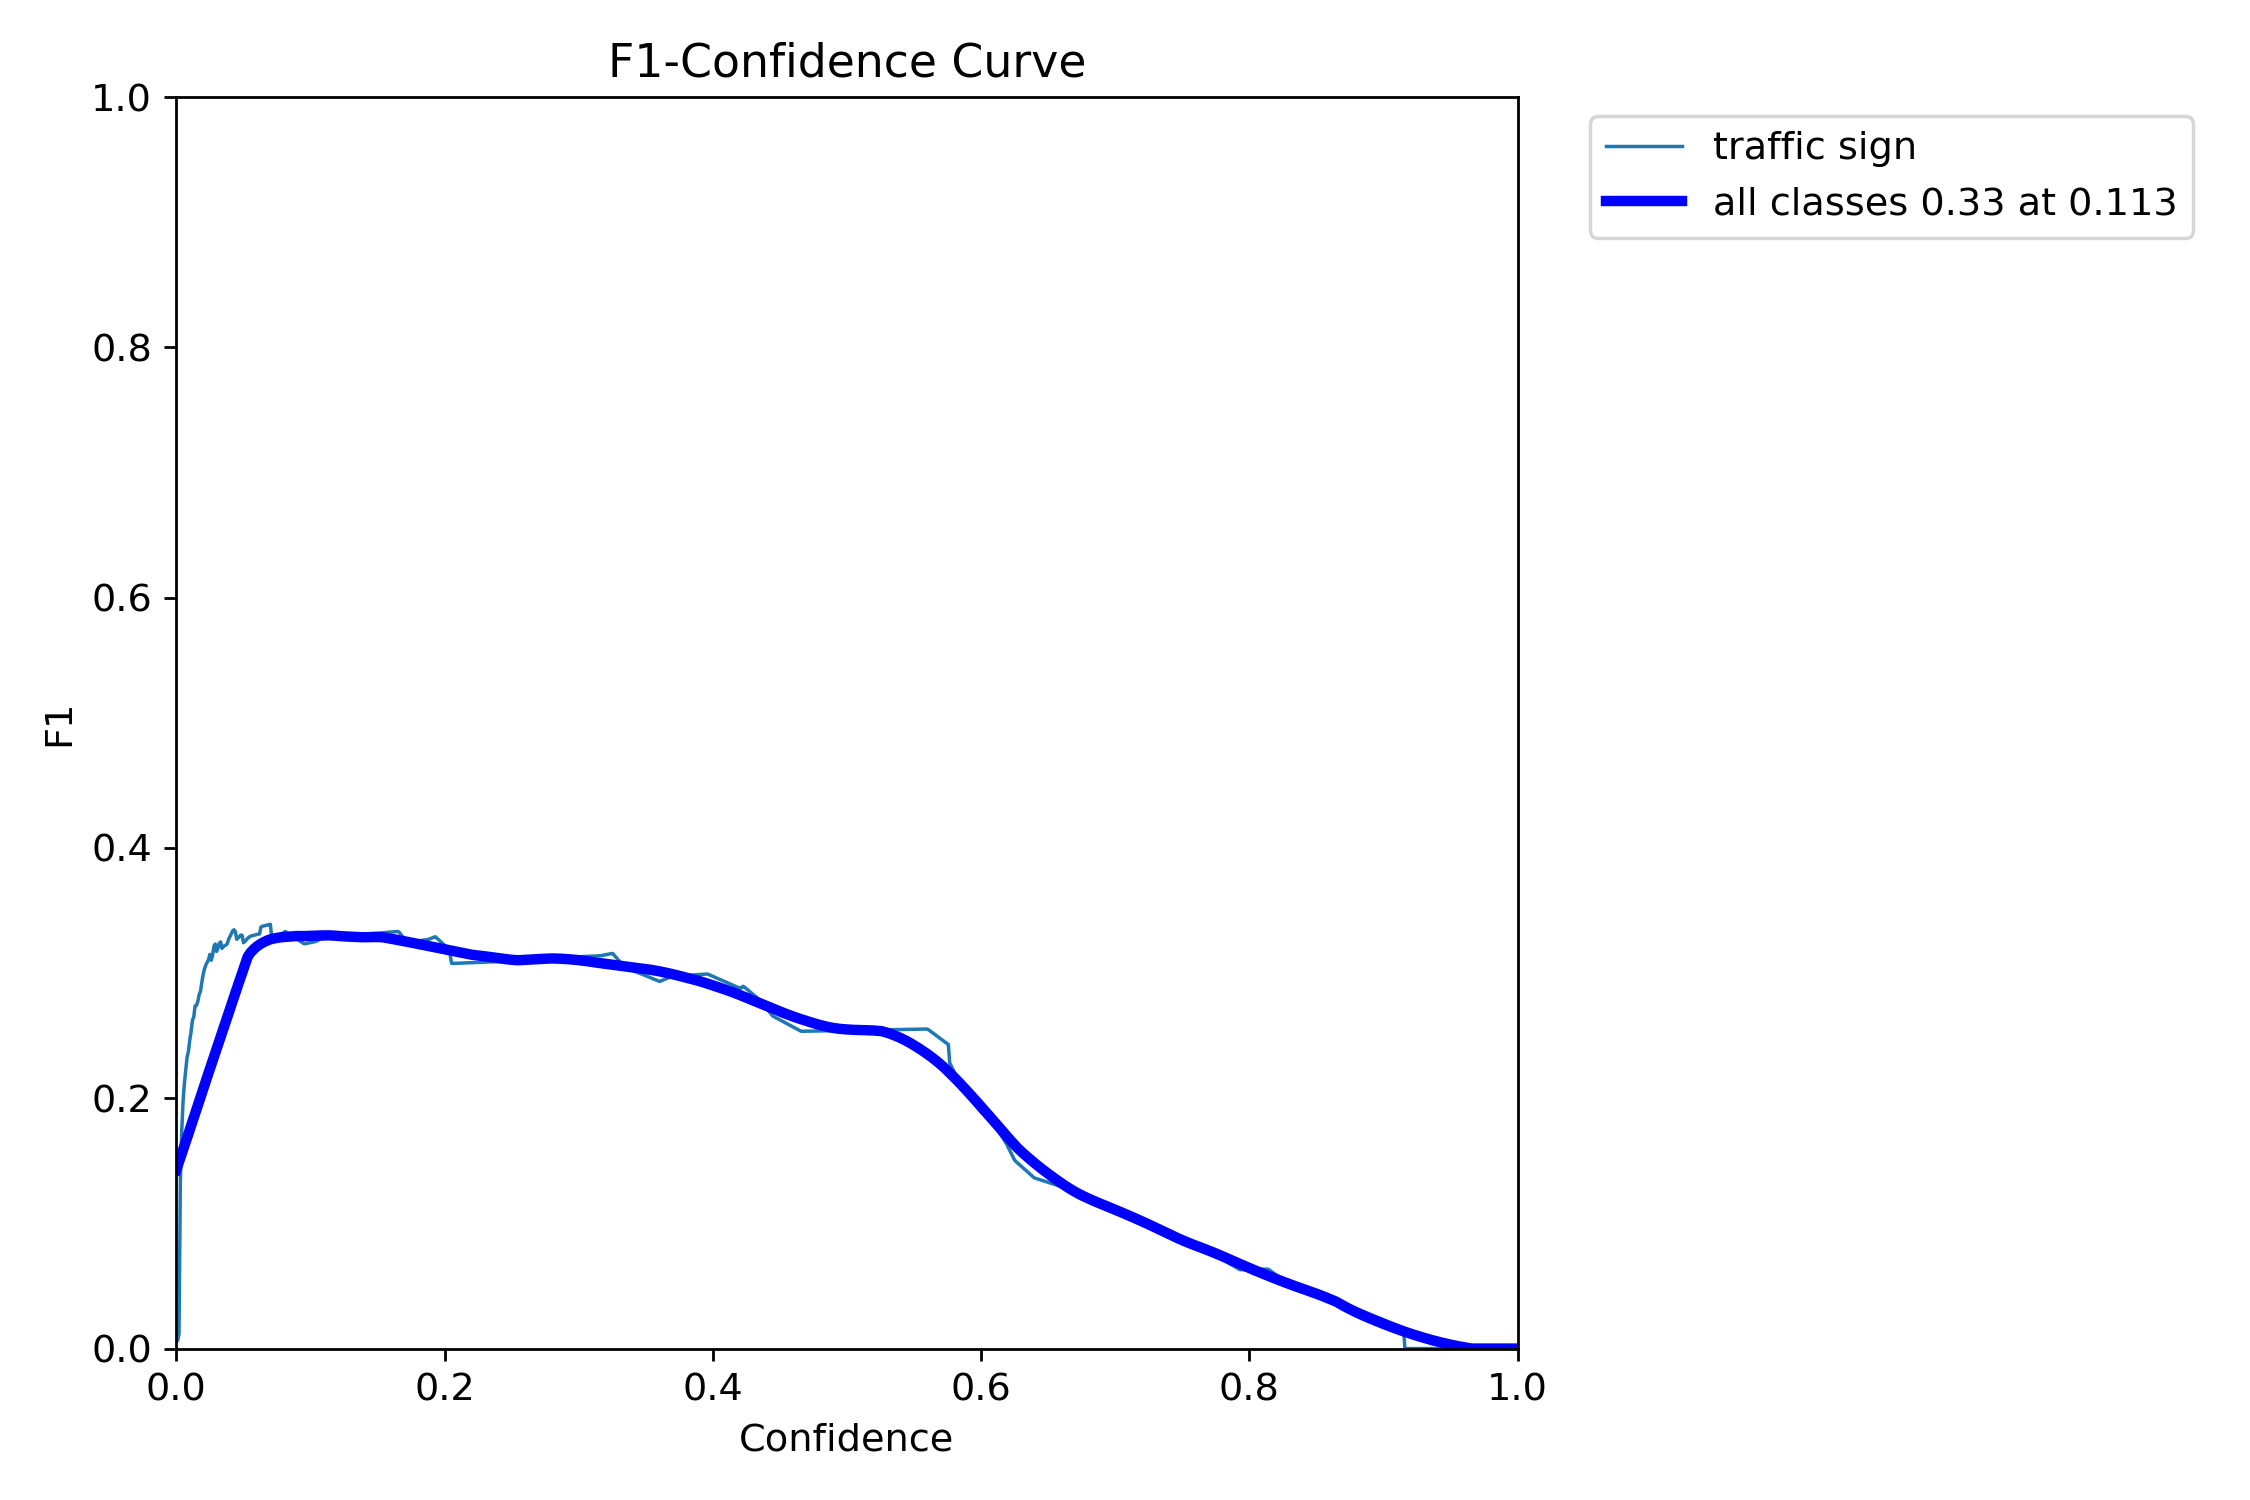 F1-Confidence Curve
1.0
0.8
0.6
0.4
0.2
0.0
F1
0.0 0.2 0.4 0.6 0.8 1.0
Confidence
traffic sign
all classes 0.33 at 0.113